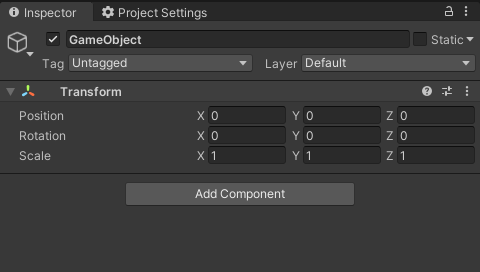 Inspector Project Settings
GameObject Static
Tag Untagged Layer Default
Transform
Position X 0 Y 0 Z 0
Rotation X 0 Y 0 Z 0
Scale X 1 Y 1 Z 1
Add Component